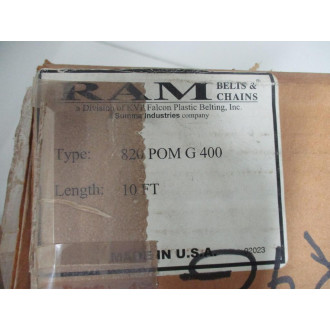 RAM BELTS & CHAINS
a Division of KVP Falcon Plastic Belting, Inc.
a Summa Industries company
Type: 820 POM G 400
Length: 10 FT
MADE IN U.S.A.